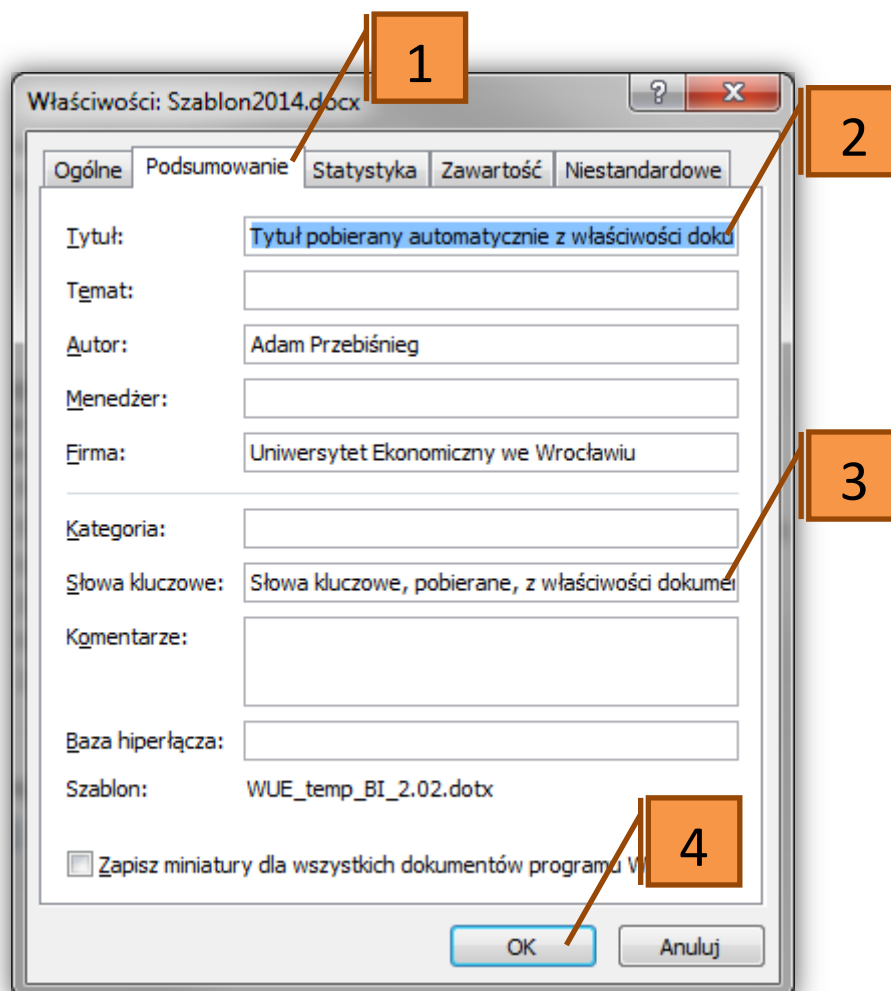 1
Właściwości: Szablon2014.docx
?
2
Ogólne Podsumowanie Statystyka Zawartość Niestandardowe
Tytuł: Tytuł pobierany automatycznie z właściwości doku
Temat:
Autor: Adam Przebiśnieg
Menedżer:
Firma: Uniwersytet Ekonomiczny we Wrocławiu
3
Kategoria:
Słowa kluczowe: Słowa kluczowe, pobierane, z właściwości dokume
Komentarze:
Baza hiperłącza:
Szablon: WUE_temp_BI_2.02.dotx
4
Zapisz miniatury dla wszystkich dokumentów programu
OK Anuluj